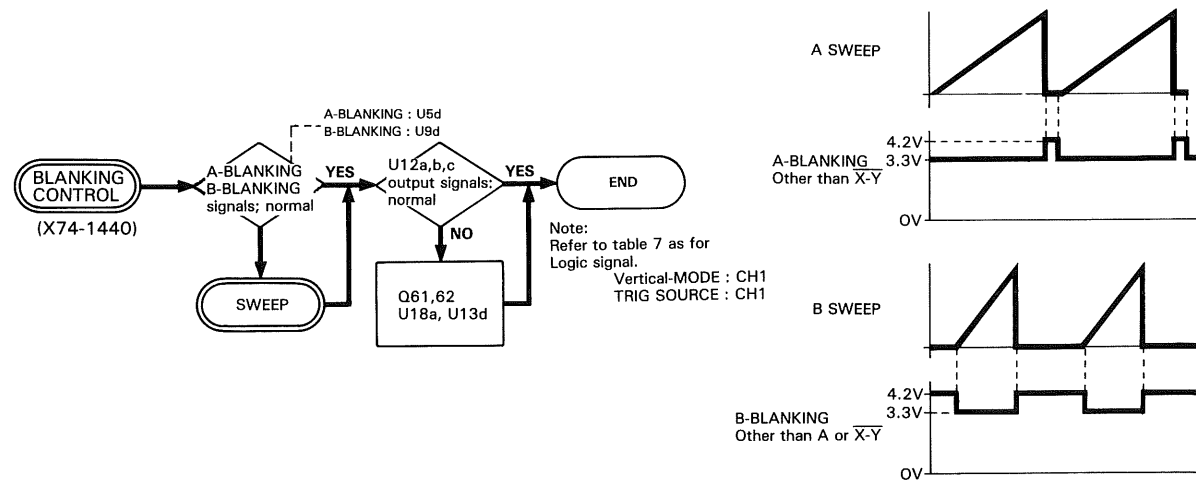 A-BLANKING : U5d
B-BLANKING : U9d
BLANKING
CONTROL
(X74-1440)
A-BLANKING
B-BLANKING
signals; normal
YES
U12a,b,c
output signals:
normal
YES
END
NO
SWEEP
Q61,62
U18a, U13d
Note:
Refer to table 7 as for
Logic signal.
Vertical-MODE : CH1
TRIG SOURCE : CH1
A SWEEP
4.2V
3.3V
A-BLANKING
Other than X-Y
OV
B SWEEP
4.2V
3.3V
B-BLANKING
Other than A or X-Y
OV